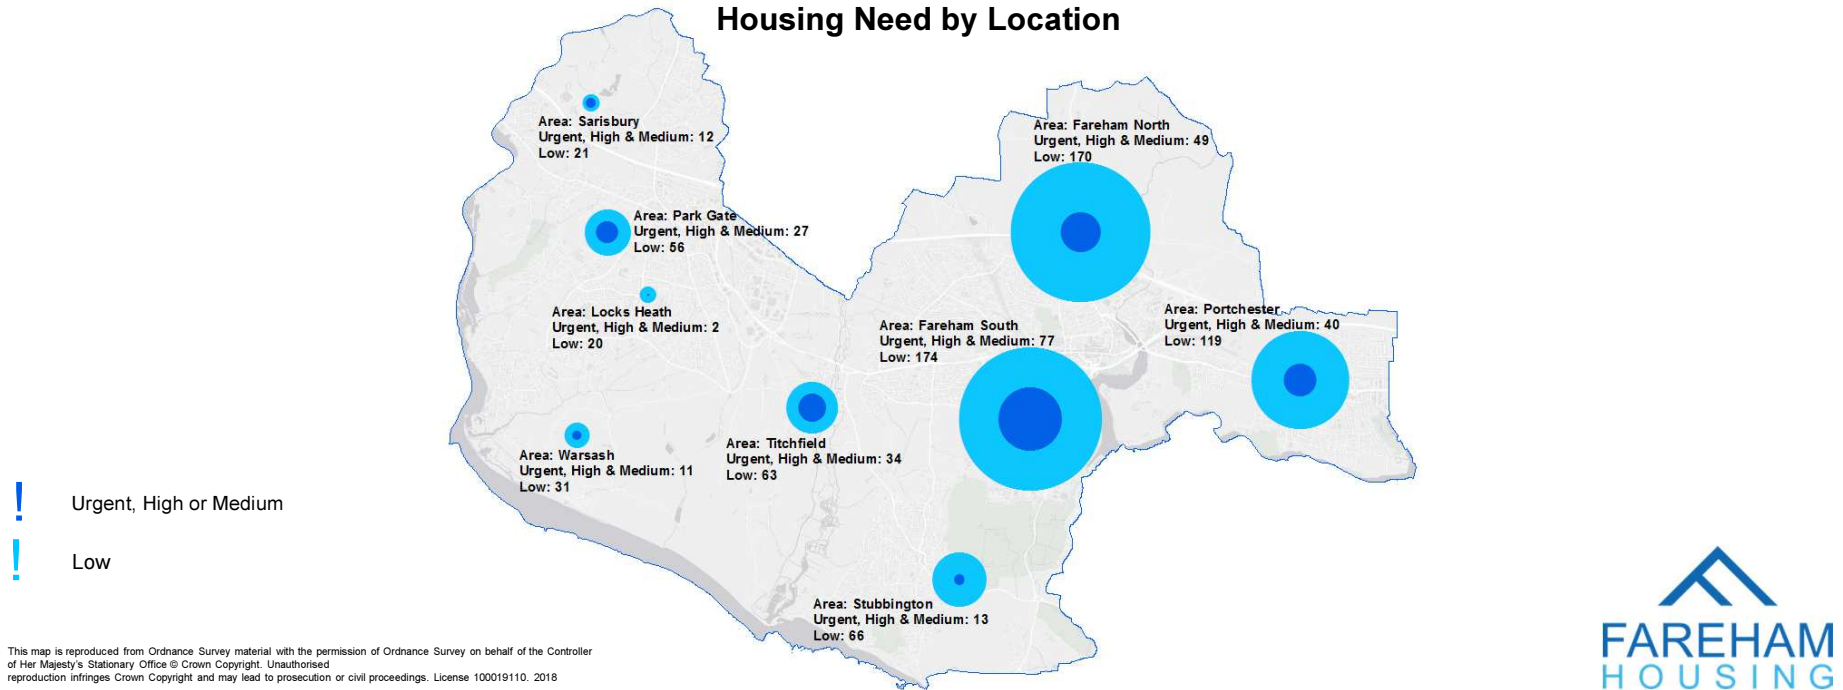 Housing Need by Location
Area: Sarisbury
Urgent, High & Medium: 12
Low: 21
Area: Fareham North
Urgent, High & Medium: 49
Low: 170
Area: Park Gate
Urgent, High & Medium: 27
Low: 56
Area: Locks Heath
Urgent, High & Medium: 2
Low: 20
Area: Fareham South
Urgent, High & Medium: 77
Low: 174
Area: Portchester
Urgent, High & Medium: 40
Low: 119
Area: Titchfield
Urgent, High & Medium: 34
Low: 63
Area: Warsash
Urgent, High & Medium: 11
Low: 31
Area: Stubbington
Urgent, High & Medium: 13
Low: 66
! Urgent, High or Medium
! Low
This map is reproduced from Ordnance Survey material with the permission of Ordnance Survey on behalf of the Controller
of Her Majesty's Stationary Office © Crown Copyright. Unauthorised
reproduction infringes Crown Copyright and may lead to prosecution or civil proceedings. License 100019110. 2018
FAREHAM
HOUSING